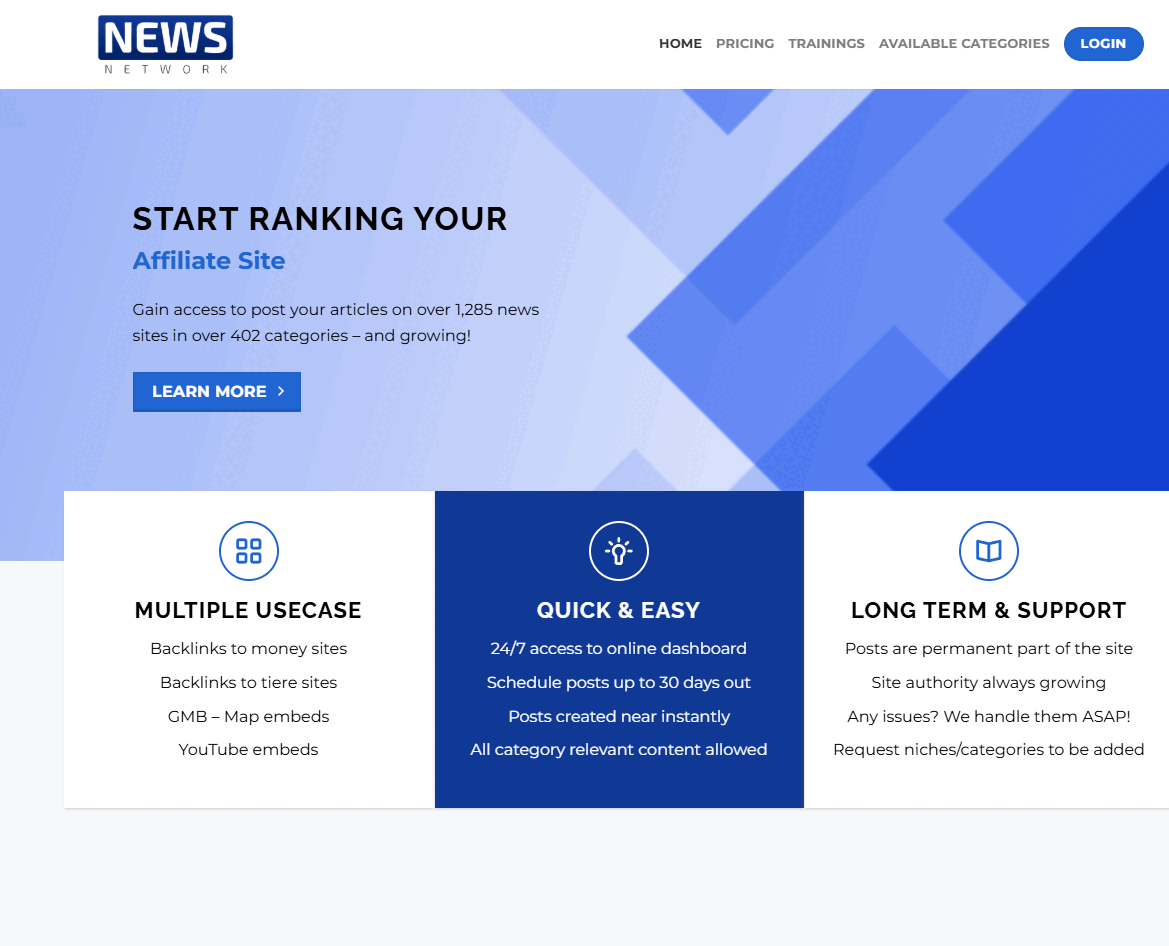 NEWS
NETWORK
HOME PRICING TRAININGS AVAILABLE CATEGORIES LOGIN
START RANKING YOUR
Affiliate Site
Gain access to post your articles on over 1,285 news
sites in over 402 categories – and growing!
LEARN MORE
MULTIPLE USECASE
Backlinks to money sites
Backlinks to tiere sites
GMB – Map embeds
YouTube embeds
QUICK & EASY
24/7 access to online dashboard
Schedule posts up to 30 days out
Posts created near instantly
All category relevant content allowed
LONG TERM & SUPPORT
Posts are permanent part of the site
Site authority always growing
Any issues? We handle them ASAP!
Request niches/categories to be added